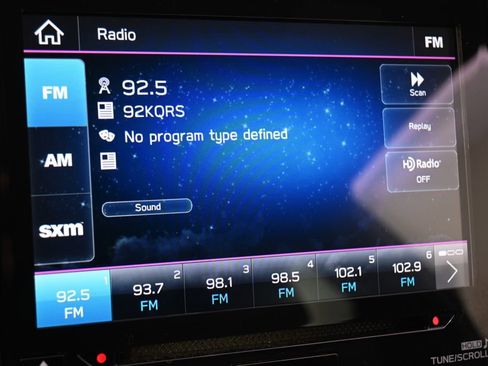 Radio
FM
FM
92.5
Scan
92KQRS
Replay
No program type defined
AM
HD Radio®
OFF
Sound
sxm
1
2
3
4
5
6
92.5
93.7
98.1
98.5
102.1
102.9
FM
FM
FM
FM
FM
FM
HOLD
TUNE/SCROLL